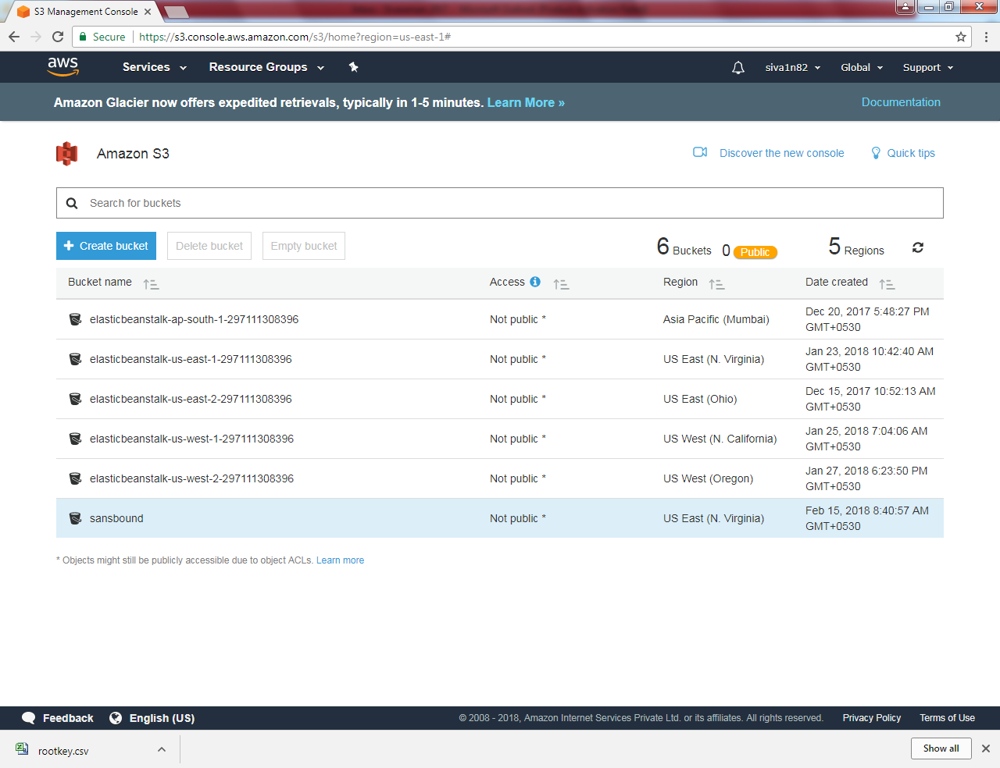 S3 Management Console
Secure
https://s3.console.aws.amazon.com/s3/home?region=us-east-1#
aws
Services
Resource Groups
siva1n82
Global
Support
Amazon Glacier now offers expedited retrievals, typically in 1-5 minutes. Learn More »
Documentation
Amazon S3
Discover the new console
Quick tips
Search for buckets
Create bucket
Delete bucket
Empty bucket
6 Buckets
0 Public
5 Regions
Bucket name
Access
Region
Date created
elasticbeanstalk-ap-south-1-297111308396
Not public *
Asia Pacific (Mumbai)
Dec 20, 2017 5:48:27 PM
GMT+0530
elasticbeanstalk-us-east-1-297111308396
Not public *
US East (N. Virginia)
Jan 23, 2018 10:42:40 AM
GMT+0530
elasticbeanstalk-us-east-2-297111308396
Not public *
US East (Ohio)
Dec 15, 2017 10:52:13 AM
GMT+0530
elasticbeanstalk-us-west-1-297111308396
Not public *
US West (N. California)
Jan 25, 2018 7:04:06 AM
GMT+0530
elasticbeanstalk-us-west-2-297111308396
Not public *
US West (Oregon)
Jan 27, 2018 6:23:50 PM
GMT+0530
sansbound
Not public *
US East (N. Virginia)
Feb 15, 2018 8:40:57 AM
GMT+0530
* Objects might still be publicly accessible due to object ACLs. Learn more
Feedback
English (US)
© 2008 - 2018, Amazon Internet Services Private Ltd. or its affiliates. All rights reserved.
Privacy Policy
Terms of Use
rootkey.csv
Show all